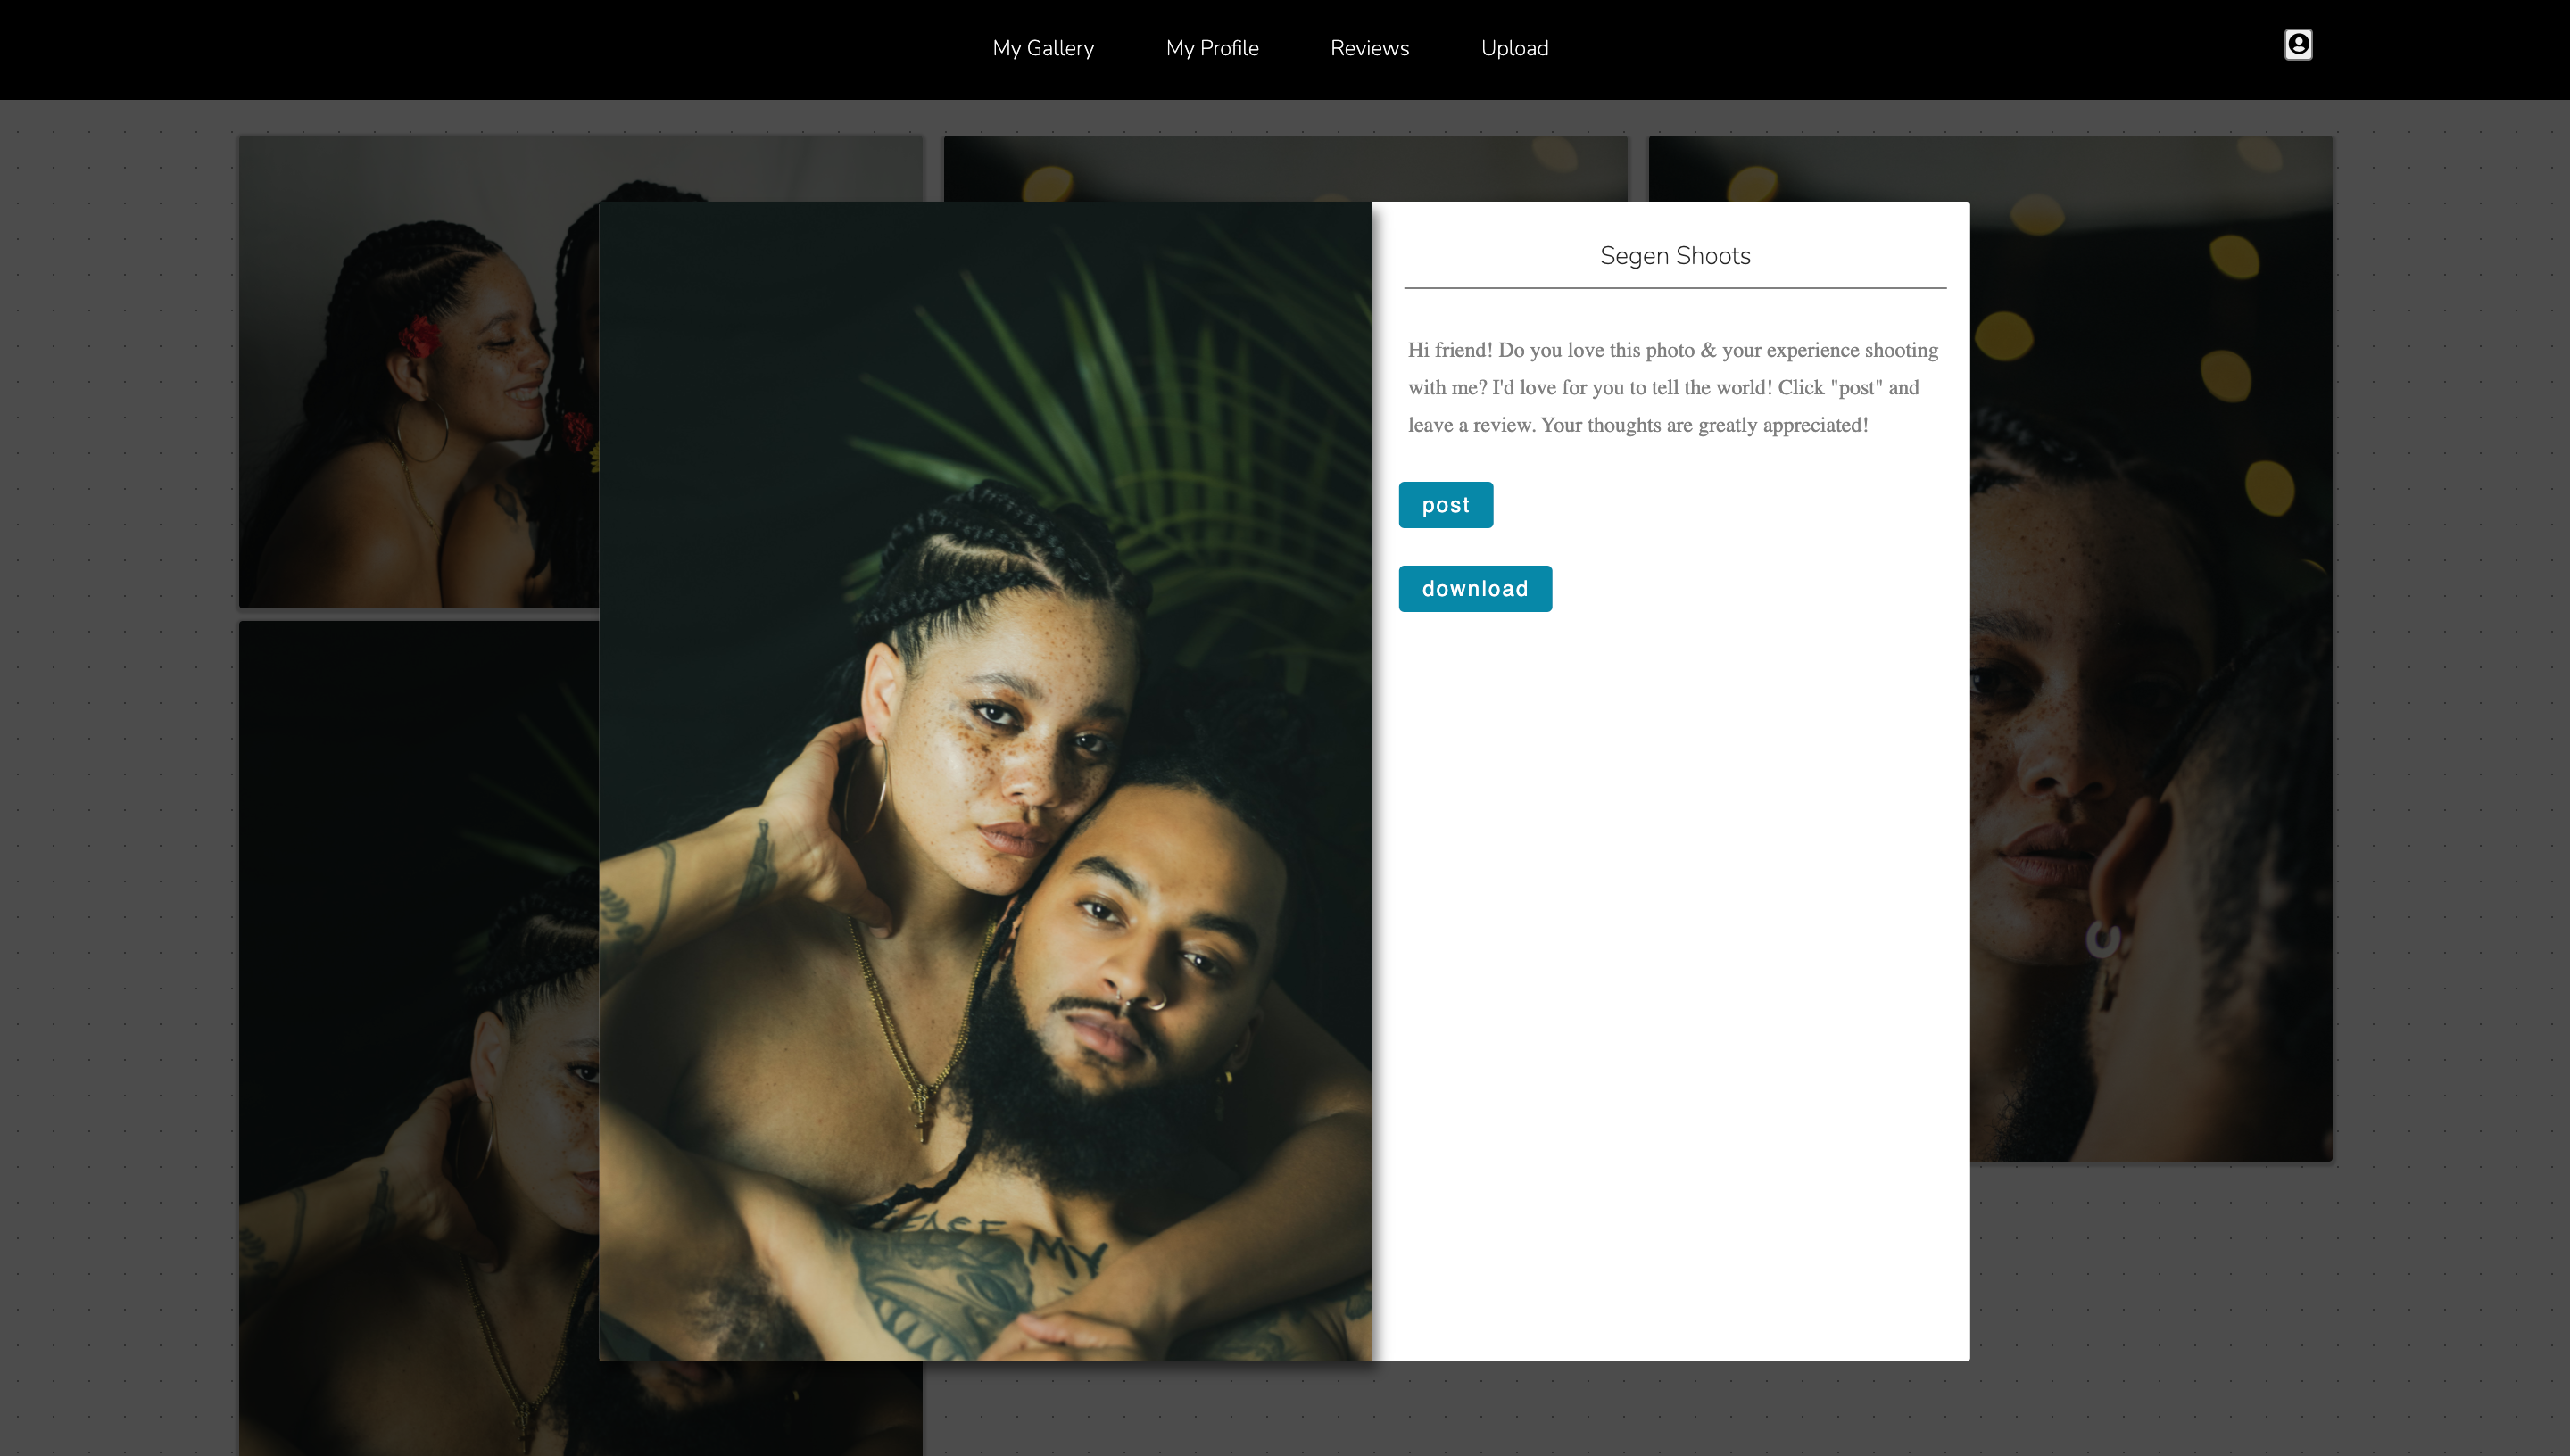 My Gallery
My Profile
Reviews
Upload
Segen Shoots
Hi friend! Do you love this photo & your experience shooting
with me? I'd love for you to tell the world! Click "post" and
leave a review. Your thoughts are greatly appreciated!
post
download
EASE MY